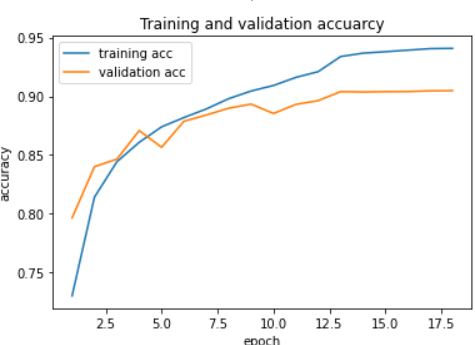 Training and validation accuarcy
training acc
validation acc
accuracy
0.95
0.90
0.85
0.80
0.75
2.5 5.0 7.5 10.0 12.5 15.0 17.5
epoch